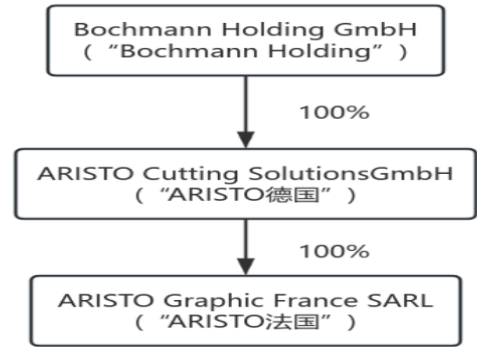 Bochmann Holding GmbH
（“Bochmann Holding”）
100%
ARISTO Cutting SolutionsGmbH
（“ARISTO德国”）
100%
ARISTO Graphic France SARL
（“ARISTO法国”）